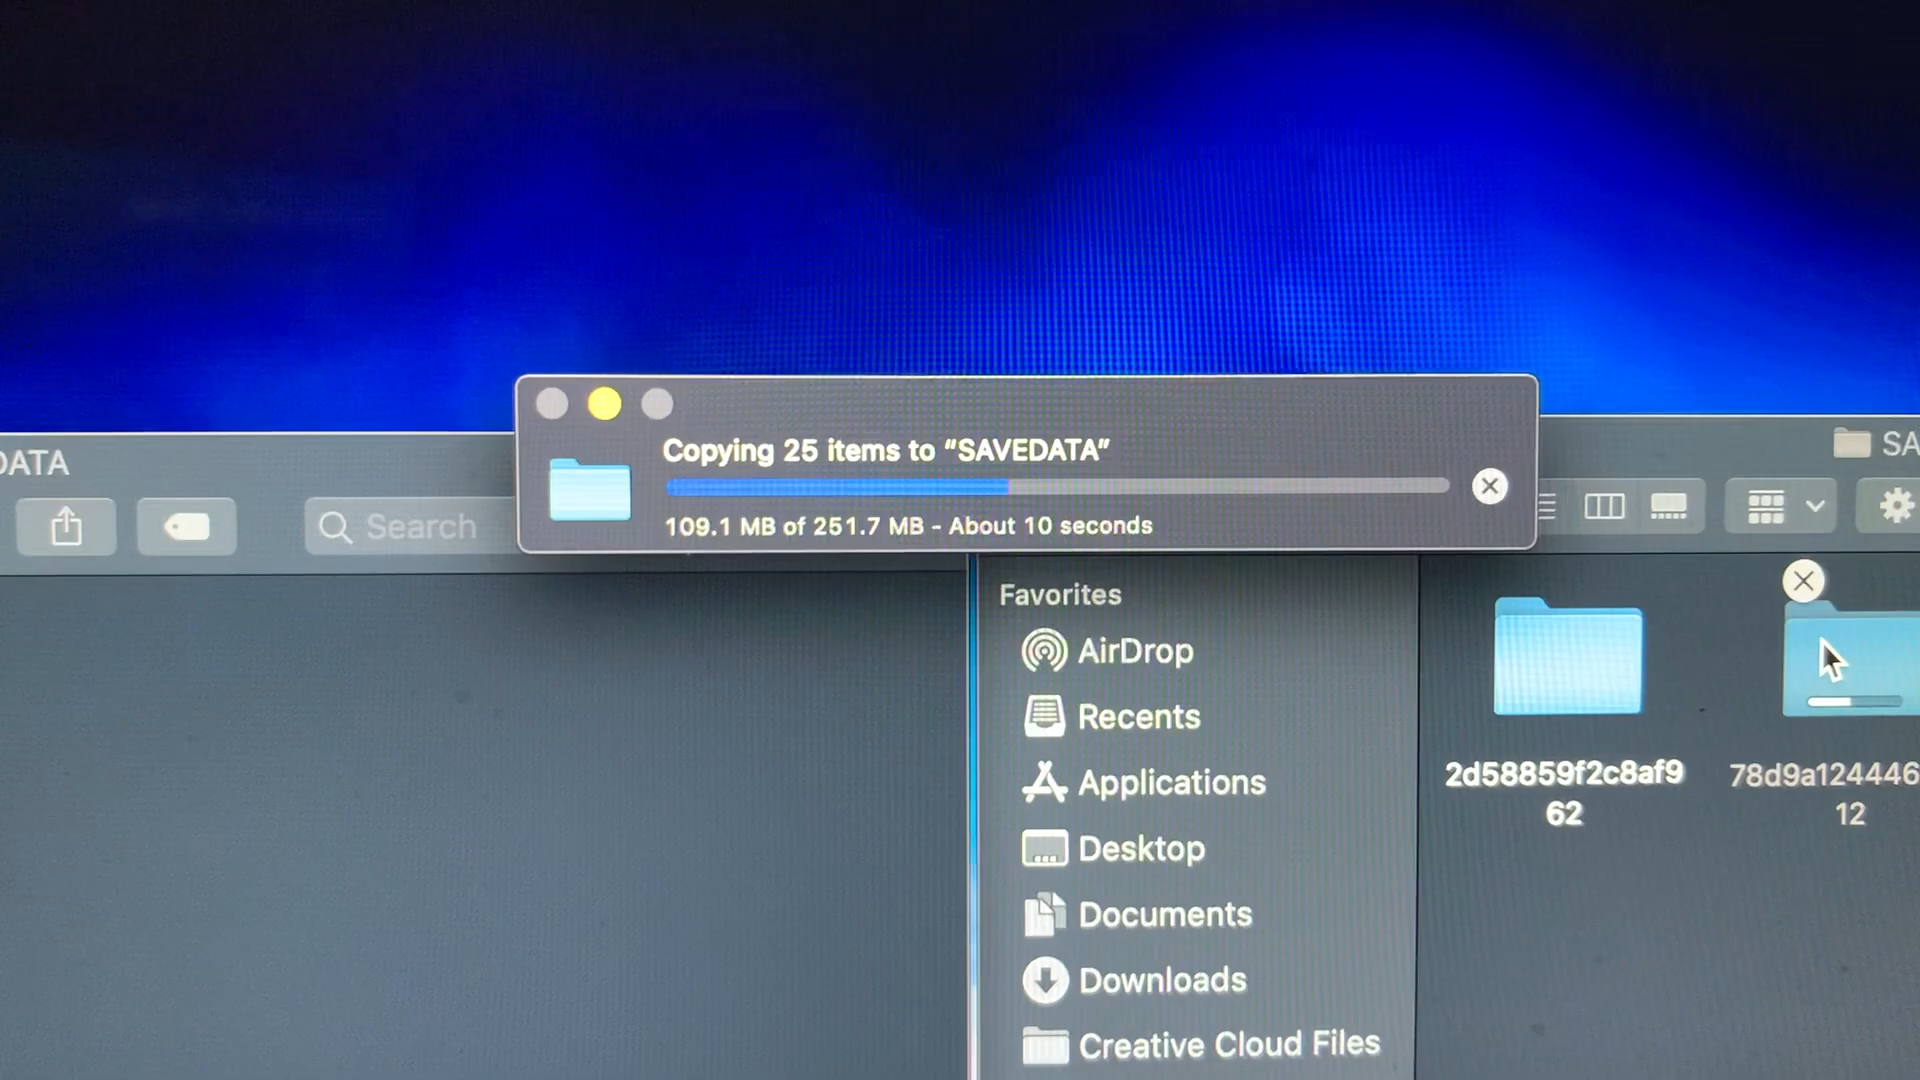 Copying 25 items to “SAVEDATA”
109.1 MB of 251.7 MB - About 10 seconds
DATA
Search
SA
Favorites
AirDrop
Recents
Applications
Desktop
Documents
Downloads
Creative Cloud Files
2d58859f2c8af9
62
78d9a124446
12